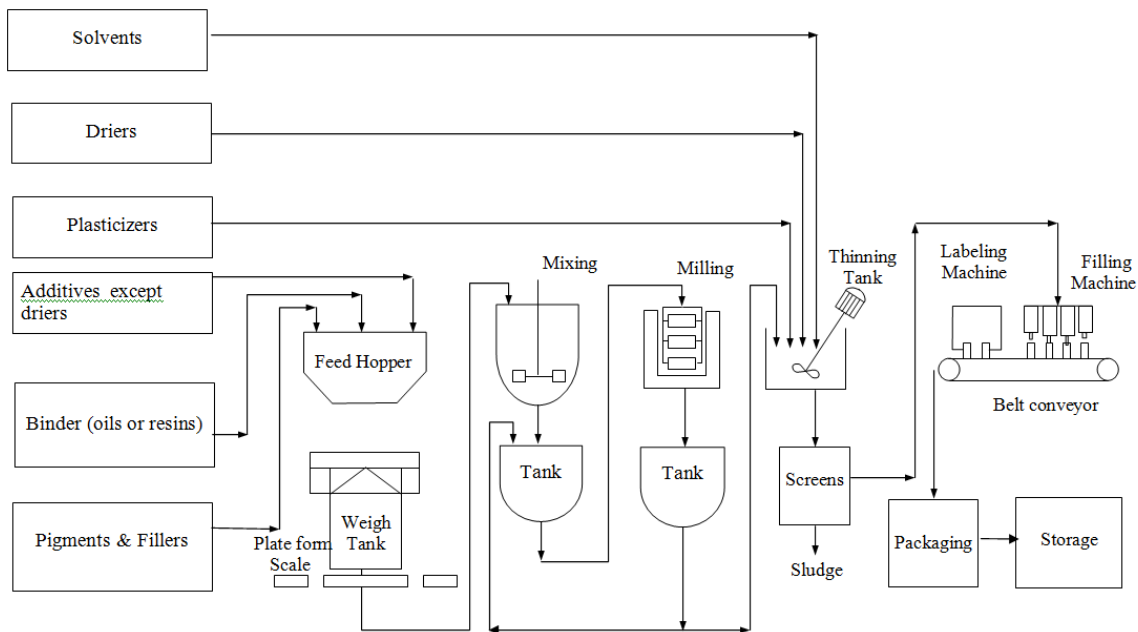 Solvents
Driers
Plasticizers
Additives except
driers
Binder (oils or resins)
Pigments & Fillers
Feed Hopper
Weigh
Tank
Plate form
Scale
Mixing
Tank
Milling
Tank
Thinning
Tank
Screens
Sludge
Labeling
Machine
Filling
Machine
Belt conveyor
Packaging
Storage